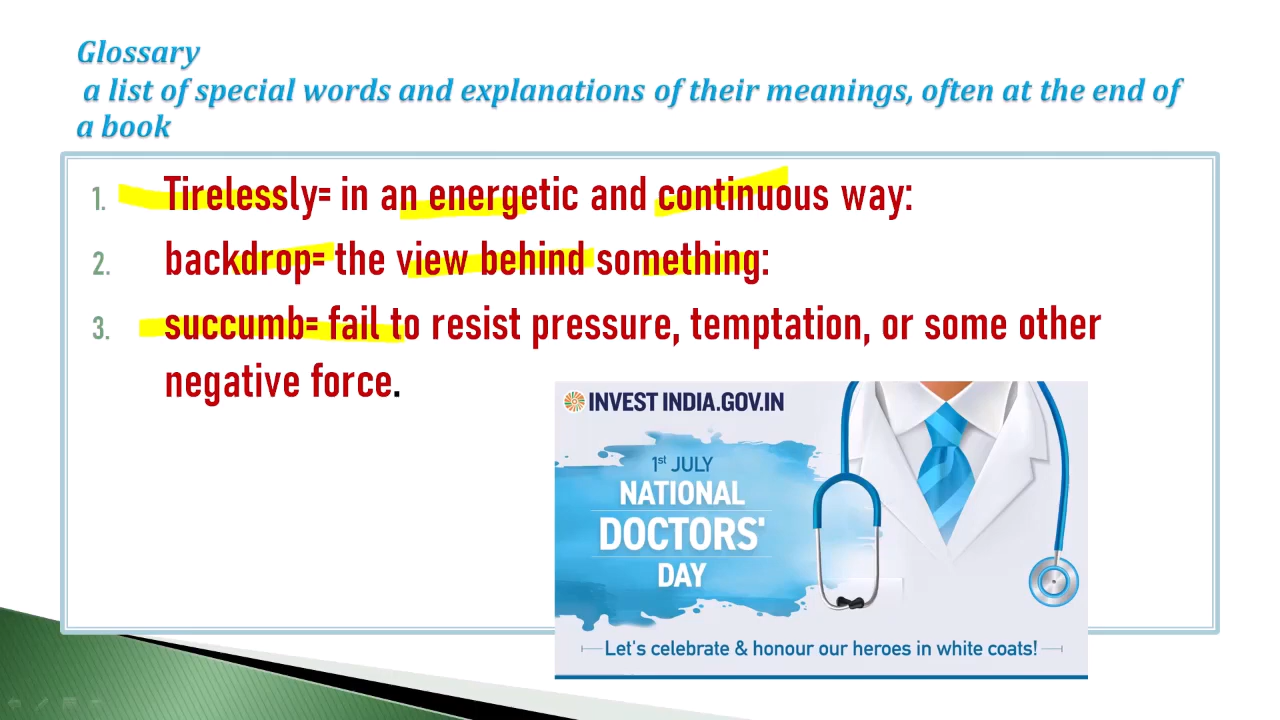 Glossary
a list of special words and explanations of their meanings, often at the end of
a book
1. Tirelessly= in an energetic and continuous way:
2. backdrop= the view behind something:
3. succumb= fail to resist pressure, temptation, or some other
negative force.
INVEST INDIA.GOV.IN
1st JULY
NATIONAL
DOCTORS'
DAY
Let's celebrate & honour our heroes in white coats!